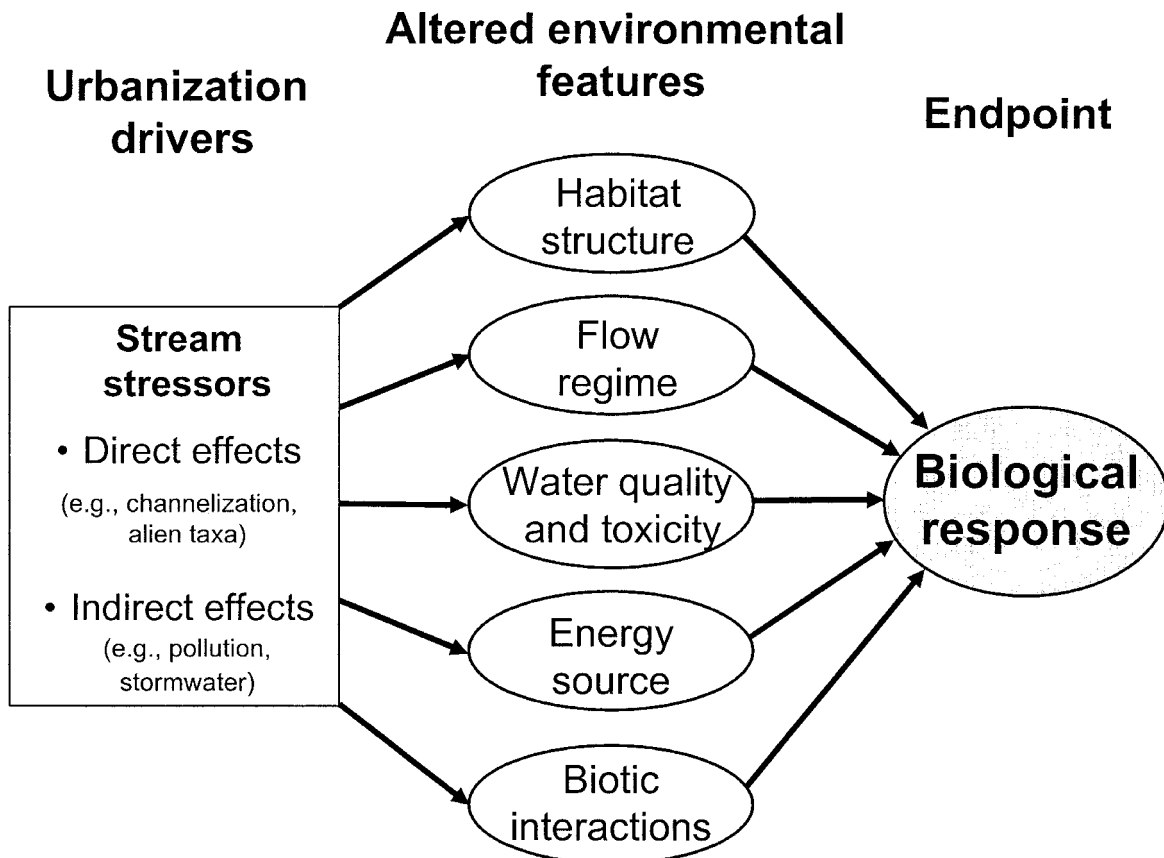 Urbanization
drivers
Altered environmental
features
Endpoint
Stream
stressors
• Direct effects
(e.g., channelization,
alien taxa)
• Indirect effects
(e.g., pollution,
stormwater)
Habitat
structure
Flow
regime
Water quality
and toxicity
Energy
source
Biotic
interactions
Biological
response